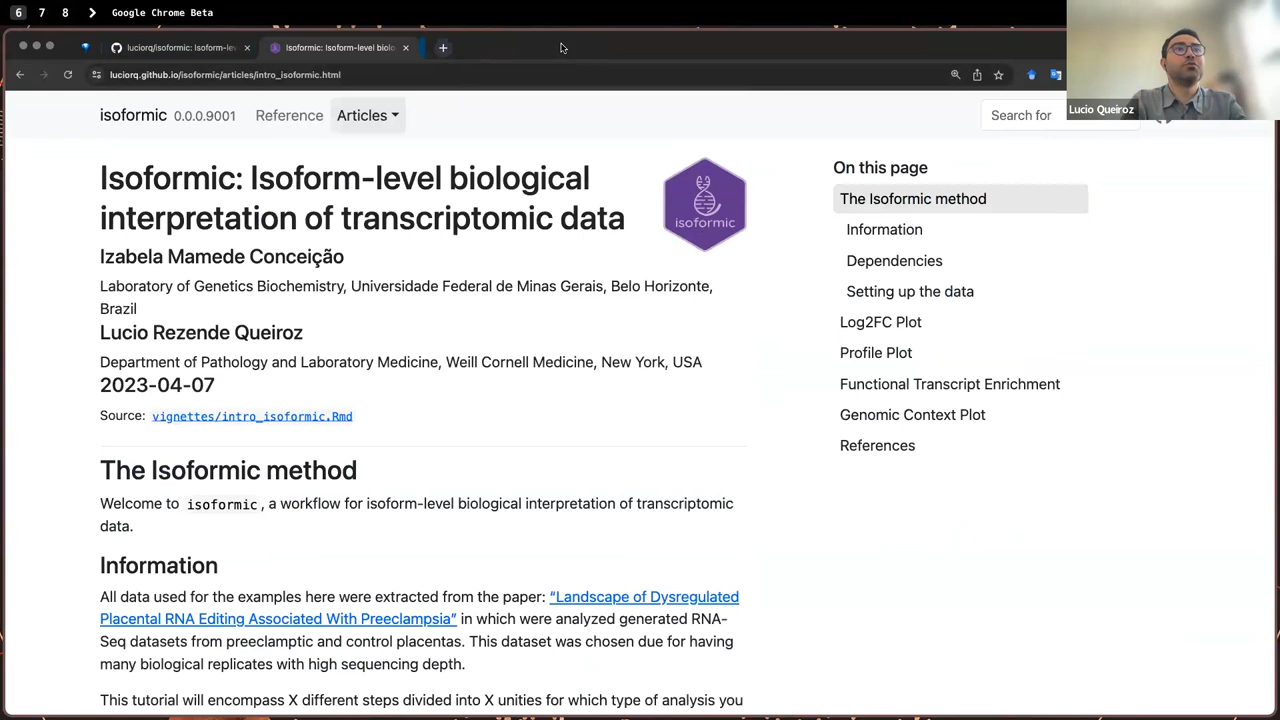 6 7 8 Google Chrome Beta
luciorq/isoformic: Isoform-lev
Isoformic: Isoform-level biolo
luciorq.github.io/isoformic/articles/intro_isoformic.html
Lucio Queiroz
isoformic 0.0.0.9001 Reference Articles
Search for
Isoformic: Isoform-level biological
interpretation of transcriptomic data
isoformic
Izabela Mamede Conceição
Laboratory of Genetics Biochemistry, Universidade Federal de Minas Gerais, Belo Horizonte,
Brazil
Lucio Rezende Queiroz
Department of Pathology and Laboratory Medicine, Weill Cornell Medicine, New York, USA
2023-04-07
Source: vignettes/intro_isoformic.Rmd
The Isoformic method
Welcome to isoformic, a workflow for isoform-level biological interpretation of transcriptomic
data.
Information
All data used for the examples here were extracted from the paper: “Landscape of Dysregulated
Placental RNA Editing Associated With Preeclampsia” in which were analyzed generated RNA-
Seq datasets from preeclamptic and control placentas. This dataset was chosen due for having
many biological replicates with high sequencing depth.
This tutorial will encompass X different steps divided into X unities for which type of analysis you
On this page
The Isoformic method
Information
Dependencies
Setting up the data
Log2FC Plot
Profile Plot
Functional Transcript Enrichment
Genomic Context Plot
References